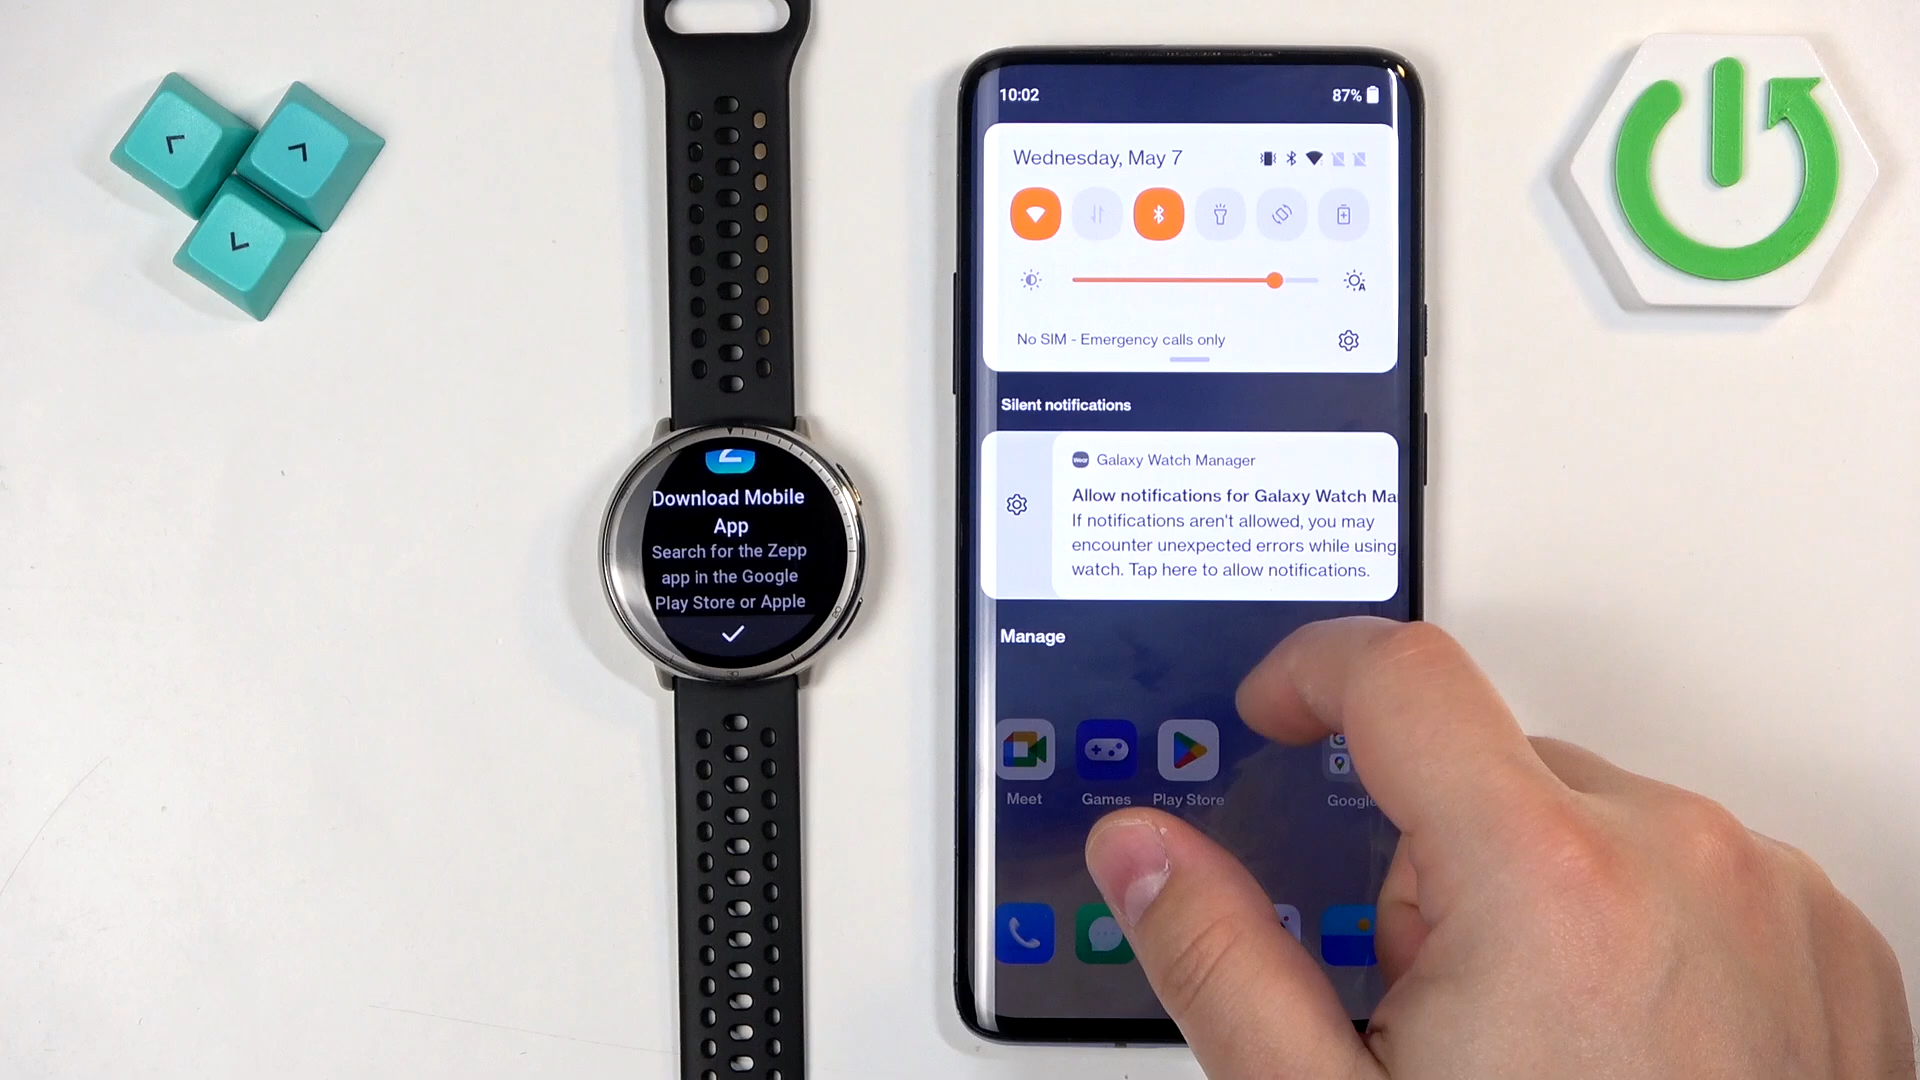 Download Mobile
App
Search for the Zepp
app in the Google
Play Store or Apple
10:02
87%
Wednesday, May 7
No SIM - Emergency calls only
Silent notifications
Galaxy Watch Manager
Allow notifications for Galaxy Watch Ma
If notifications aren't allowed, you may
encounter unexpected errors while using
watch. Tap here to allow notifications.
Manage
Meet
Games
Play Store
Google